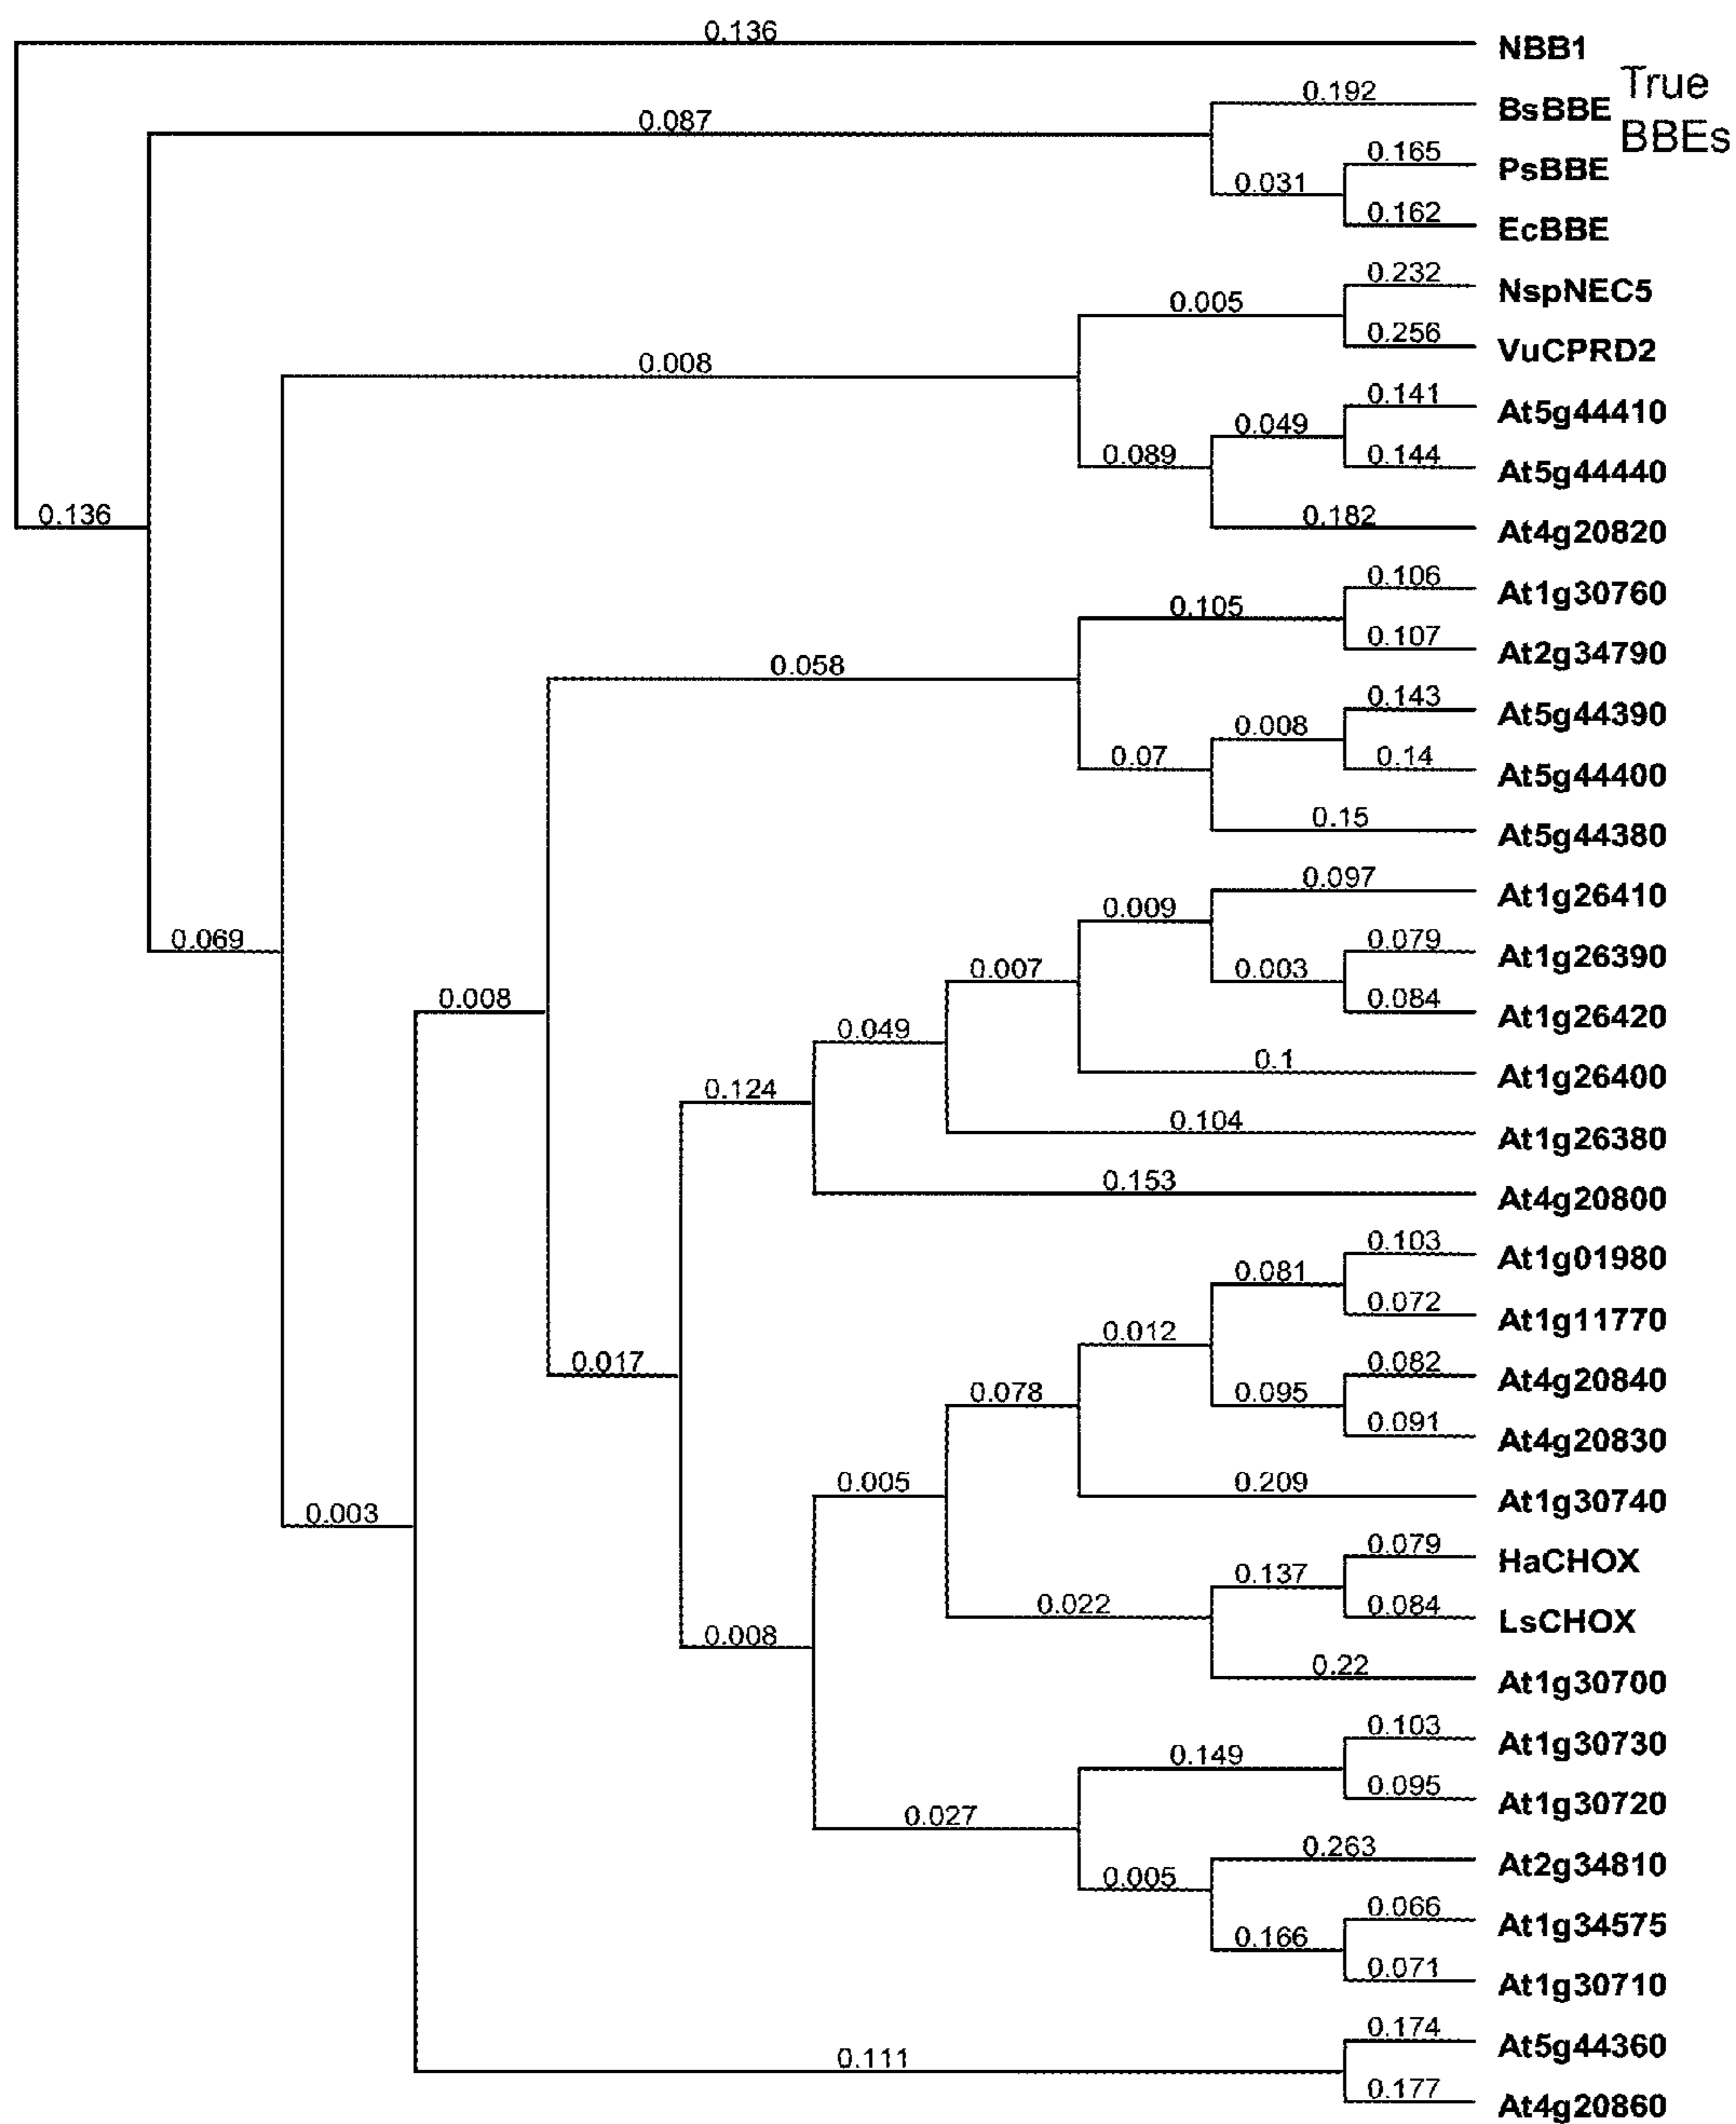 0.136
NBB1
True
0.192
BsBBE
BBEs
0.087
0.165
PsBBE
0.031
0.162
EcBBE
0.232
NspNEC5
0.005
0.256
VuCPRD2
0.008
0.141
At5g44410
0.049
0.144
At5g44440
0.089
0.182
At4g20820
0.136
0.106
At1g30760
0.105
0.107
At2g34790
0.058
0.143
At5g44390
0.008
0.14
At5g44400
0.07
0.15
At5g44380
0.097
At1g26410
0.009
0.079
At1g26390
0.069
0.003
0.007
0.084
At1g26420
0.008
0.049
0.1
At1g26400
0.124
0.104
At1g26380
0.153
At4g20800
0.103
At1g01980
0.081
0.072
At1g11770
0.012
0.082
At4g20840
0.017
0.078
0.095
0.091
At4g20830
0.005
0.209
At1g30740
0.003
0.079
HaCHOX
0.137
0.084
LsCHOX
0.022
0.008
0.22
At1g30700
0.103
At1g30730
0.149
0.095
At1g30720
0.027
0.263
At2g34810
0.005
0.066
At1g34575
0.166
0.071
At1g30710
0.174
At5g44360
0.111
0.177
At4g20860